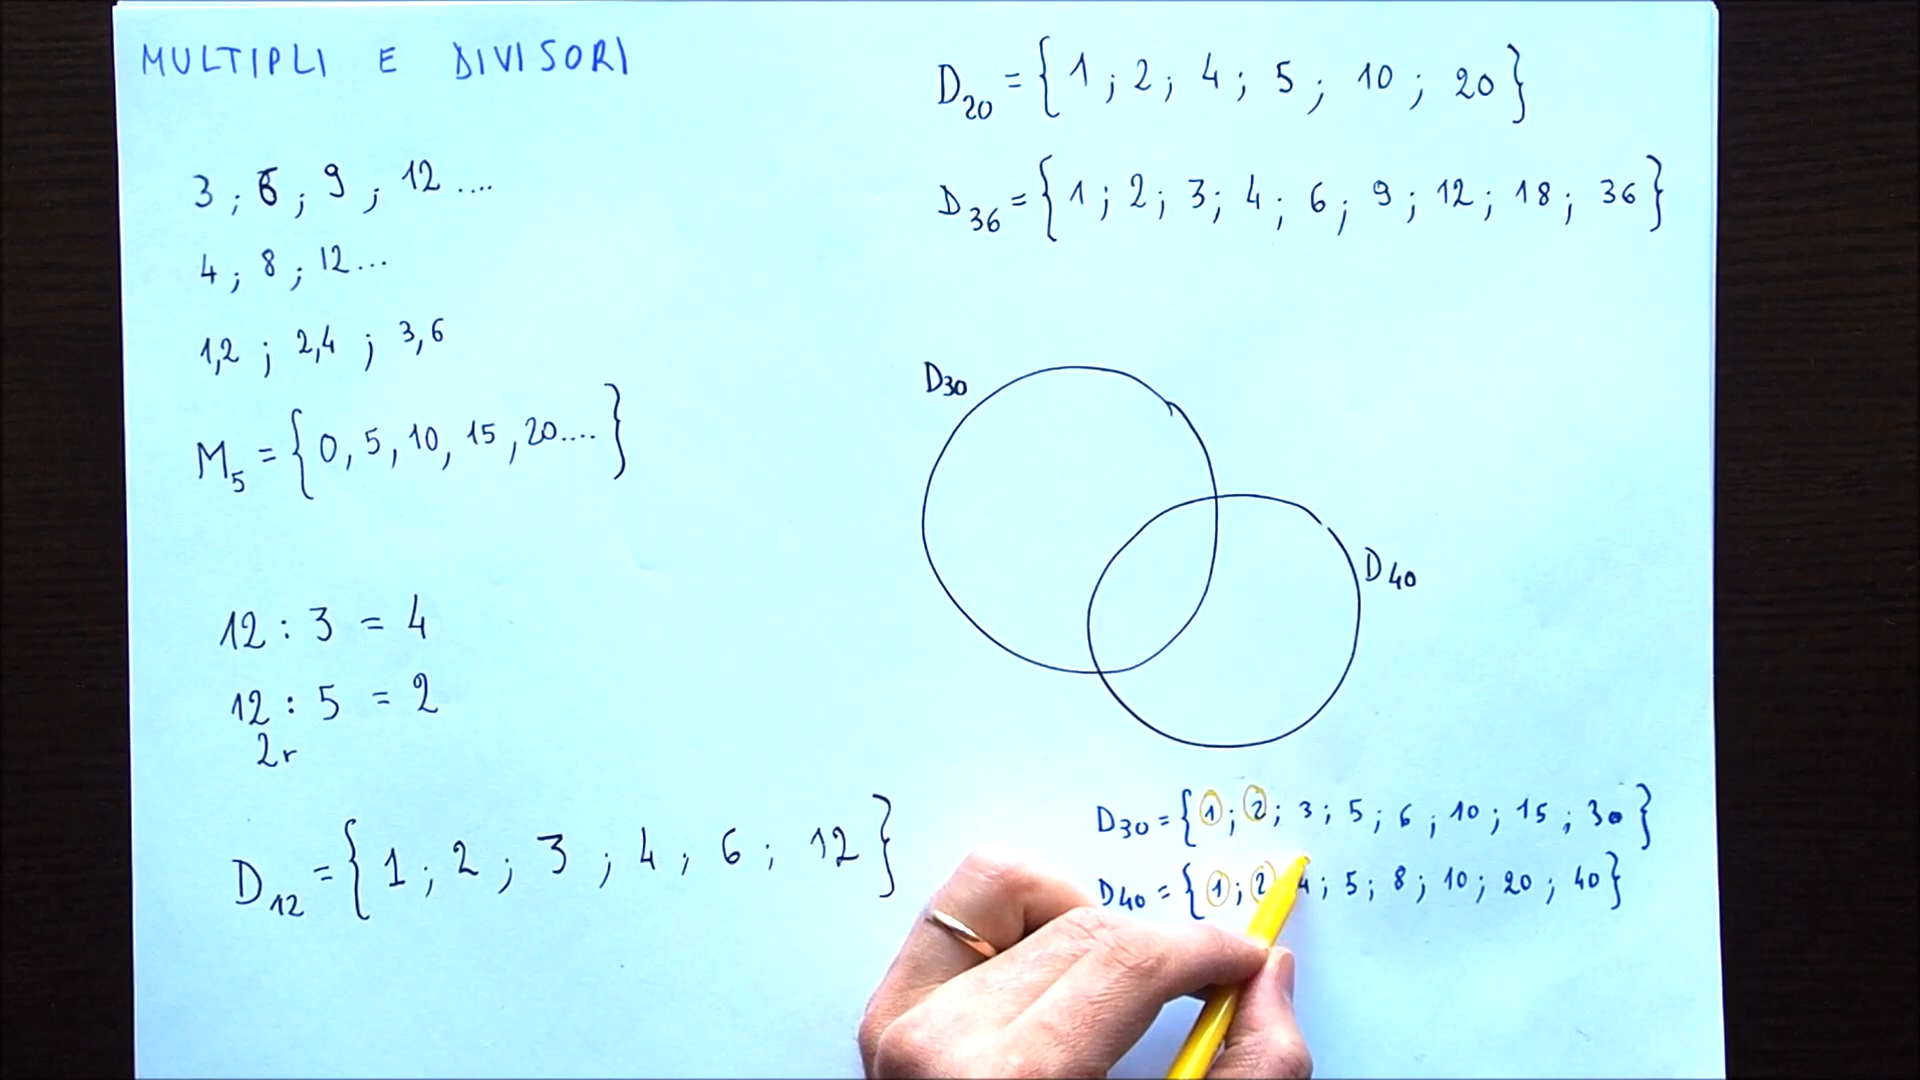 MULTIPLI E DIVISORI
3 ; 6 ; 9 ; 12 ....
4 ; 8 ; 12 ...
1,2 ; 2,4 ; 3,6
M5 = { 0, 5, 10, 15, 20.... }
12 : 3 = 4
12 : 5 = 2
2r
D12 = { 1 ; 2 ; 3 ; 4 ; 6 ; 12 }
D20 = { 1 ; 2 ; 4 ; 5 ; 10 ; 20 }
D36 = { 1 ; 2 ; 3 ; 4 ; 6 ; 9 ; 12 ; 18 ; 36 }
D30
D40
D30 = { 1 ; 2 ; 3 ; 5 ; 6 ; 10 ; 15 ; 30 }
D40 = { 1 ; 2 4 ; 5 ; 8 ; 10 ; 20 ; 40 }